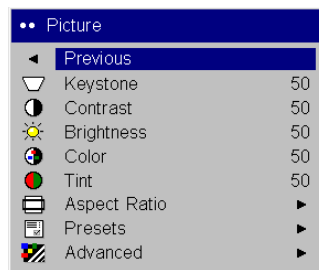 Picture
Previous
Keystone 50
Contrast 50
Brightness 50
Color 50
Tint 50
Aspect Ratio
Presets
Advanced